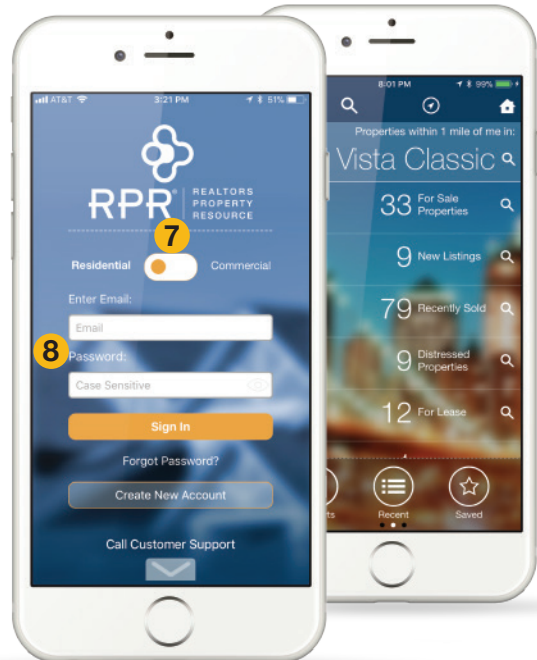 AT&T 3:21 PM 51%
RPR®
REALTORS
PROPERTY
RESOURCE
7
Residential Commercial
Enter Email:
Email
8
Password:
Case Sensitive
Sign In
Forgot Password?
Create New Account
Call Customer Support
8:01 PM 99%
Properties within 1 mile of me in:
Vista Classic
33 For Sale
Properties
9 New Listings
79 Recently Sold
9 Distressed
Properties
12 For Lease
ts Recent Saved